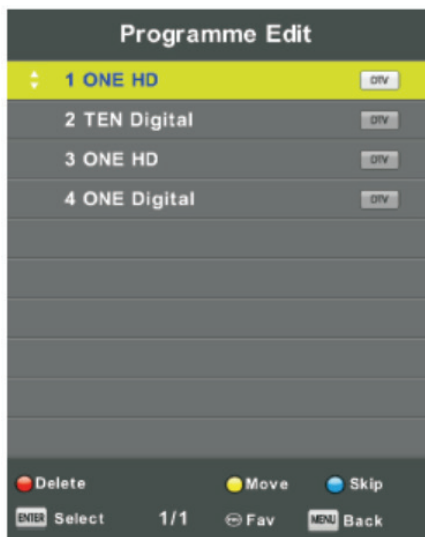 Programme Edit
1 ONE HD DTV
2 TEN Digital DTV
3 ONE HD DTV
4 ONE Digital DTV
Delete Move Skip
ENTER Select 1/1 Fav MENU Back